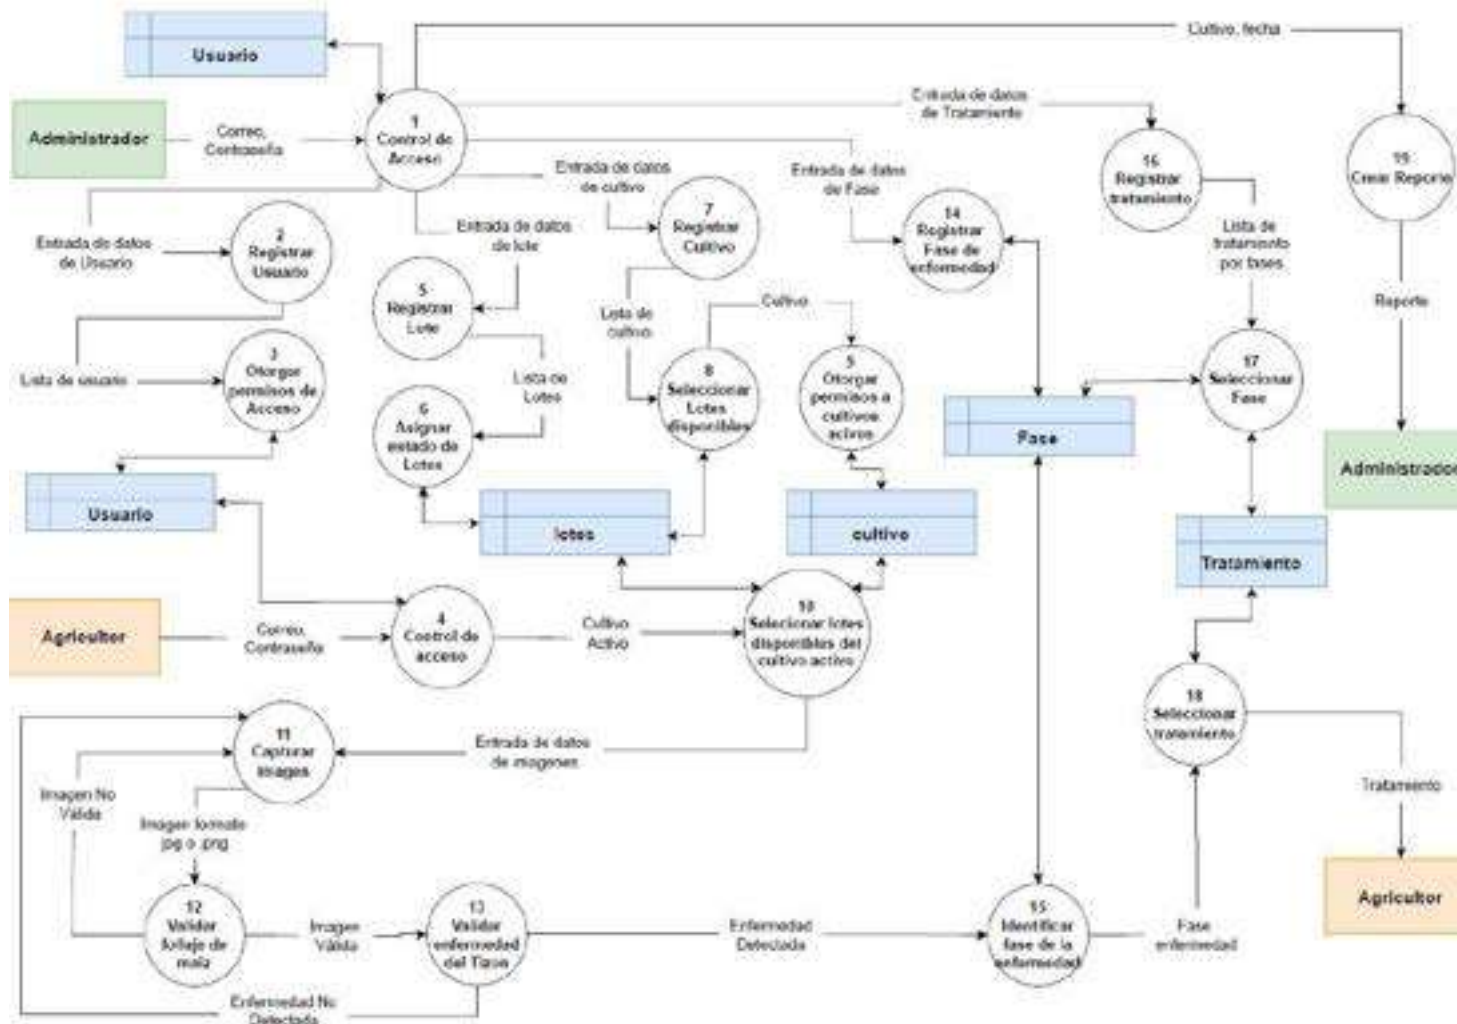 Usuario
Cultivo, fecha
Administrador
Correo,
Contraseña
1
Control de
Acceso
Entrada de datos
de Tratamiento
16
Registrar
tratamiento
19
Crear Reporte
Entrada de datos
de cultivo
Entrada de datos
de Fase
7
Registrar
Cultivo
14
Registrar
Fase de
enfermedad
Entrada de datos
de Usuario
2
Registrar
Usuario
Entrada de datos
de lote
Lista de
tratamiento
por fases
5
Registrar
Lote
Lista de
cultivo
Cultivo
Reporte
Lista de usuario
3
Otorgar
permisos de
Acceso
Lista de
Lotes
8
Seleccionar
Lotes
disponibles
9
Otorgar
permisos a
cultivos
activos
17
Seleccionar
Fase
6
Asignar
estado de
Lotes
Fase
Administrador
Usuario
lotes
cultivo
Tratamiento
Agricultor
Correo,
Contraseña
4
Control de
acceso
Cultivo
Activo
10
Selecionar lotes
disponibles del
cultivo activo
18
Seleccionar
tratamiento
11
Capturar
images
Entrada de datos
de imagenes
Tratamiento
Imagen No
Válida
Imagen formato
jpg o .png
Agricultor
12
Validar
follaje de
maiz
Imagen
Válida
13
Validar
enfermedad
del Tizon
Enfermedad
Detectada
15
Identificar
fase de la
enfermedad
Fase
enfermedad
Enfermedad No
Detectada